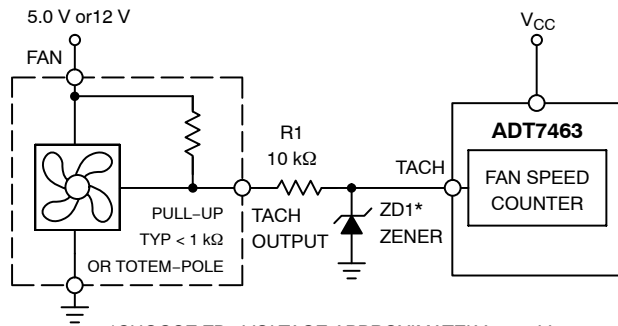 5.0 V or12 V
FAN
VCC
R1
10 kΩ
ADT7463
TACH
FAN SPEED
COUNTER
PULL–UP
TYP < 1 kΩ
OR TOTEM–POLE
TACH
OUTPUT
ZD1*
ZENER